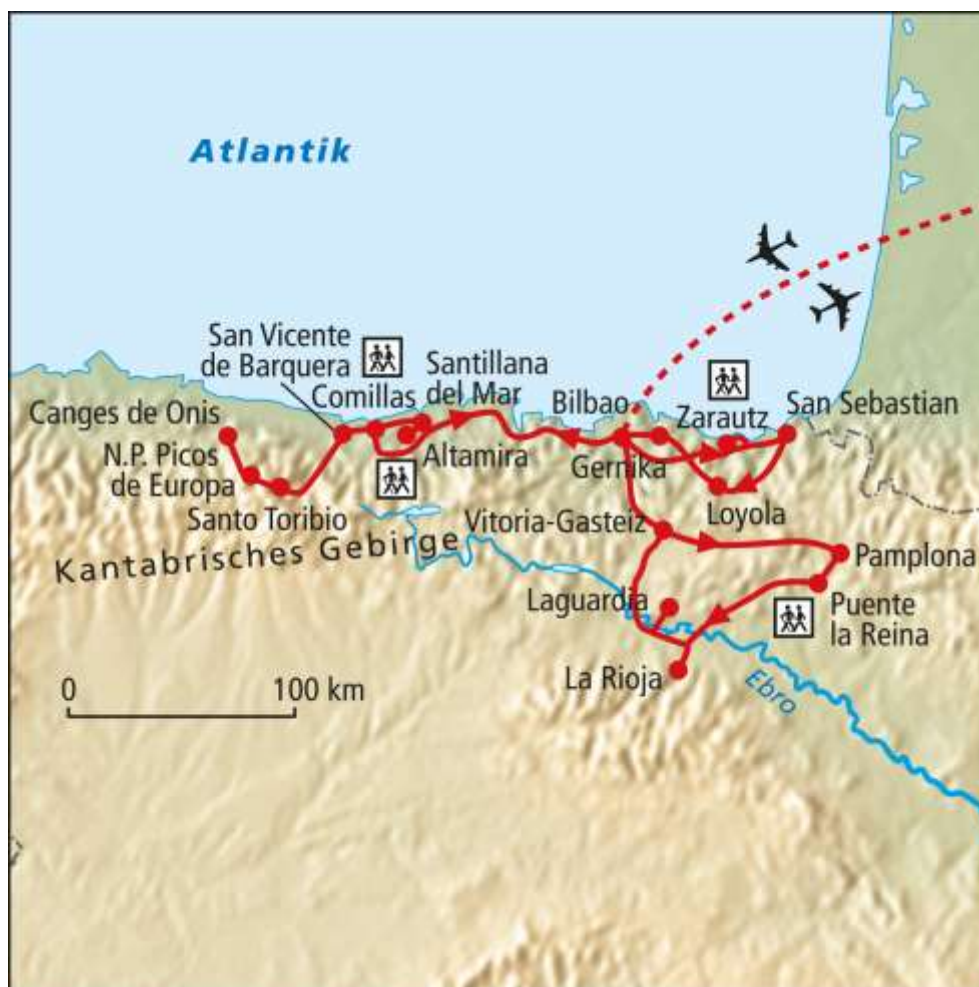 Atlantik
San Vicente
de Barquera
Comillas
Santillana
del Mar
Bilbao
Zarautz
San Sebastian
Canges de Onis
N.P. Picos
de Europa
Altamira
Gernika
Santo Toribio
Loyola
Vitoria-Gasteiz
Kantabrisches Gebirge
Pamplona
Laguardia
Puente
la Reina
La Rioja
Ebro
0 100 km